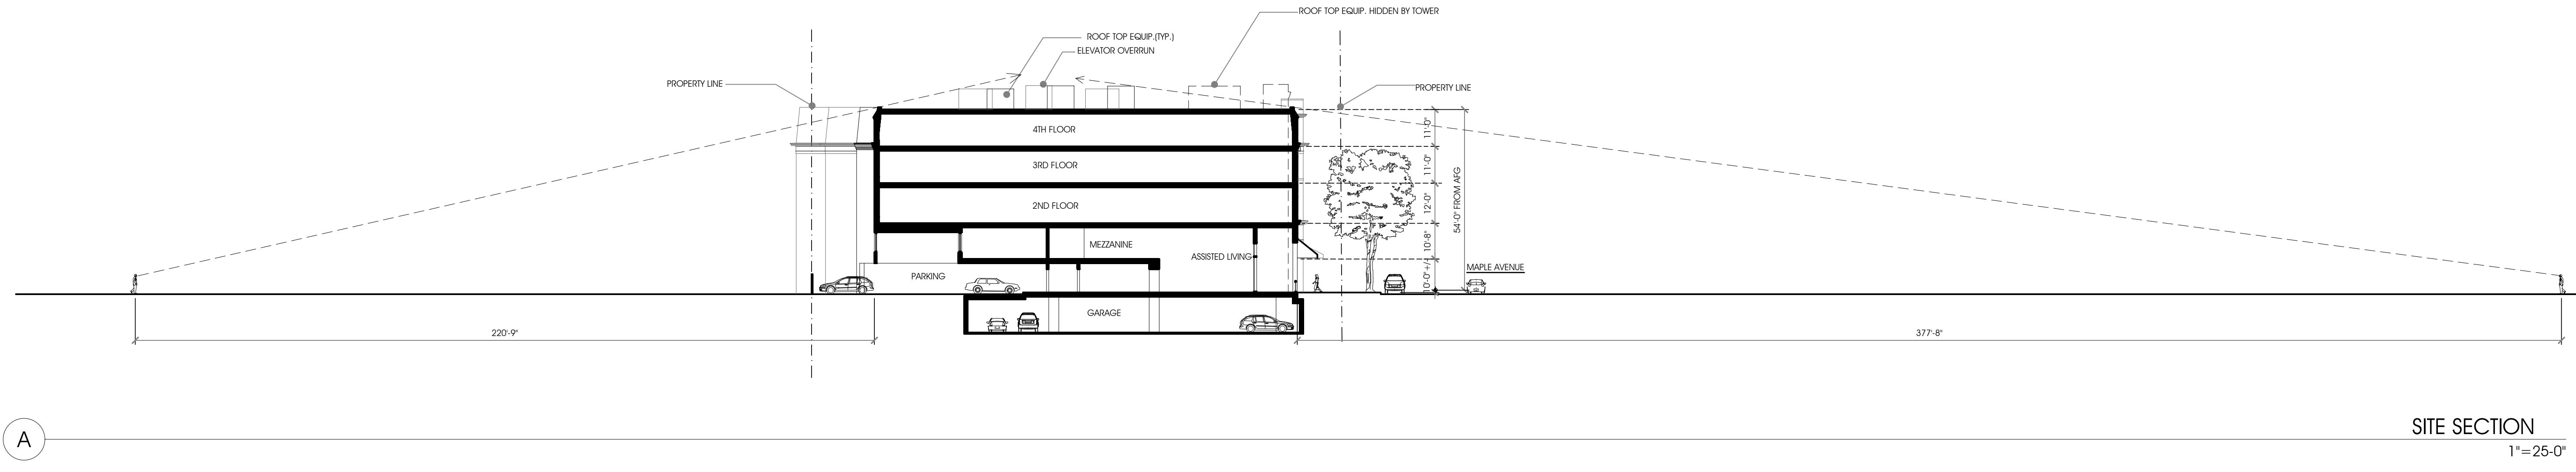 ROOF TOP EQUIP. HIDDEN BY TOWER
ROOF TOP EQUIP.(TYP.)
ELEVATOR OVERRUN
PROPERTY LINE
PROPERTY LINE
4TH FLOOR
3RD FLOOR
2ND FLOOR
MEZZANINE
ASSISTED LIVING
PARKING
GARAGE
11'-0"
11'-0"
12'-0"
10'-8"
10'-0"+/-
54'-0" FROM AFG
MAPLE AVENUE
220'-9"
377'-8"
A
SITE SECTION
1"=25-0"